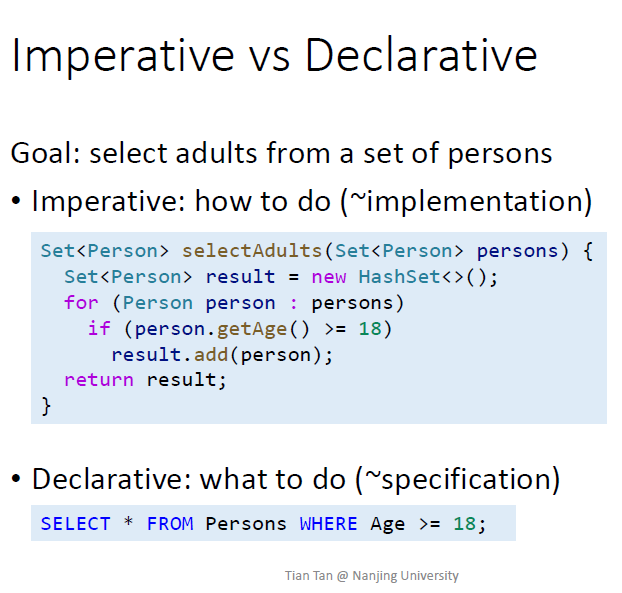 Imperative vs Declarative
Goal: select adults from a set of persons
• Imperative: how to do (~implementation)
Set<Person> selectAdults(Set<Person> persons) {
  Set<Person> result = new HashSet<>();
  for (Person person : persons)
    if (person.getAge() >= 18)
      result.add(person);
  return result;
}
• Declarative: what to do (~specification)
SELECT * FROM Persons WHERE Age >= 18;
Tian Tan @ Nanjing University